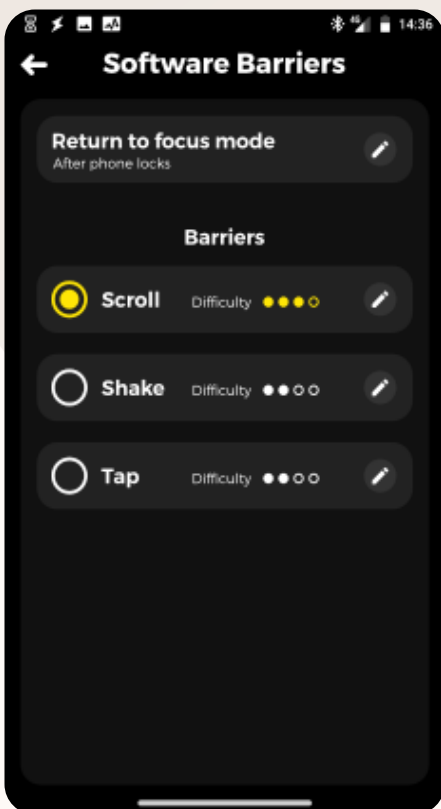 14:36
Software Barriers
Return to focus mode
After phone locks
Barriers
Scroll Difficulty
Shake Difficulty
Tap Difficulty